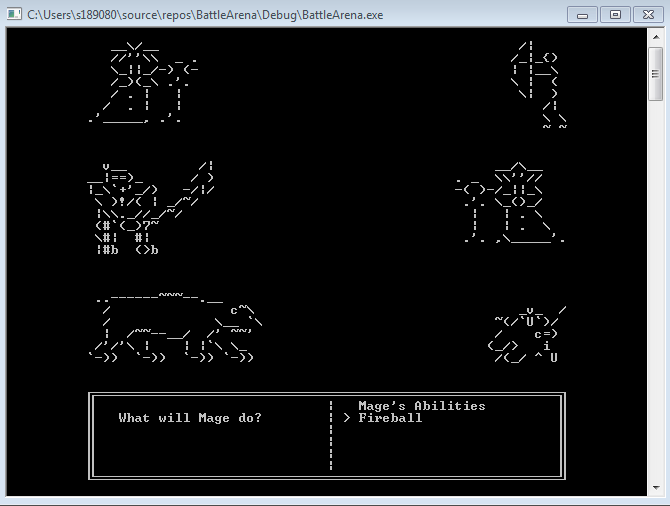 C:\Users\s189080\source\repos\BattleArena\Debug\BattleArena.exe
Mage's Abilities
What will Mage do?
> Fireball